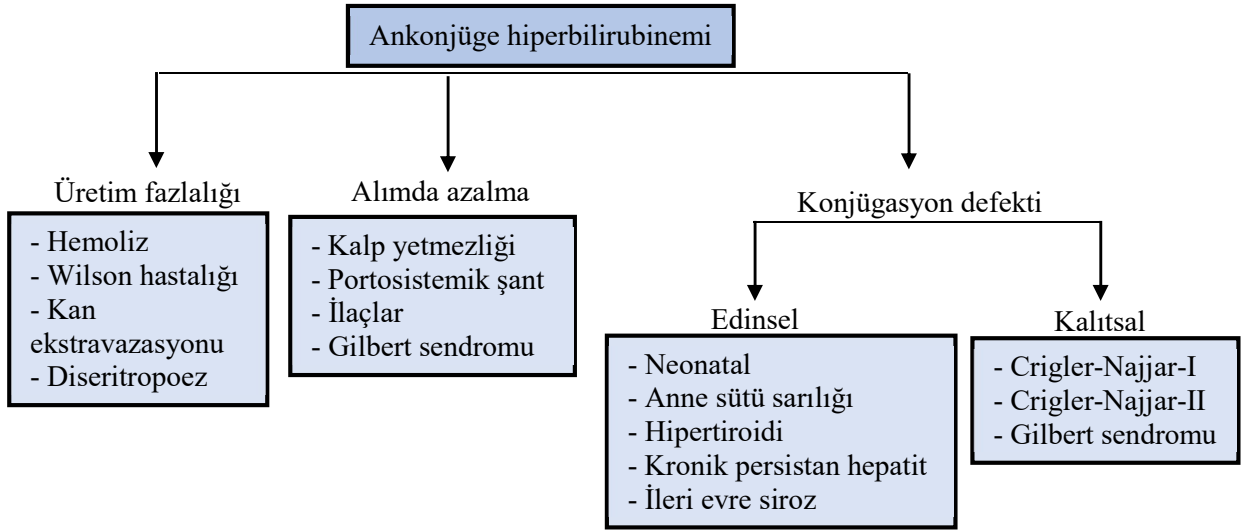 Ankonjüge hiperbilirubinemi
Üretim fazlalığı
- Hemoliz
- Wilson hastalığı
- Kan
ekstravazasyonu
- Diseritropoez
Alımda azalma
- Kalp yetmezliği
- Portosistemik şant
- İlaçlar
- Gilbert sendromu
Konjügasyon defekti
Edinsel
- Neonatal
- Anne sütü sarılığı
- Hipertiroidi
- Kronik persistan hepatit
- İleri evre siroz
Kalıtsal
- Crigler-Najjar-I
- Crigler-Najjar-II
- Gilbert sendromu